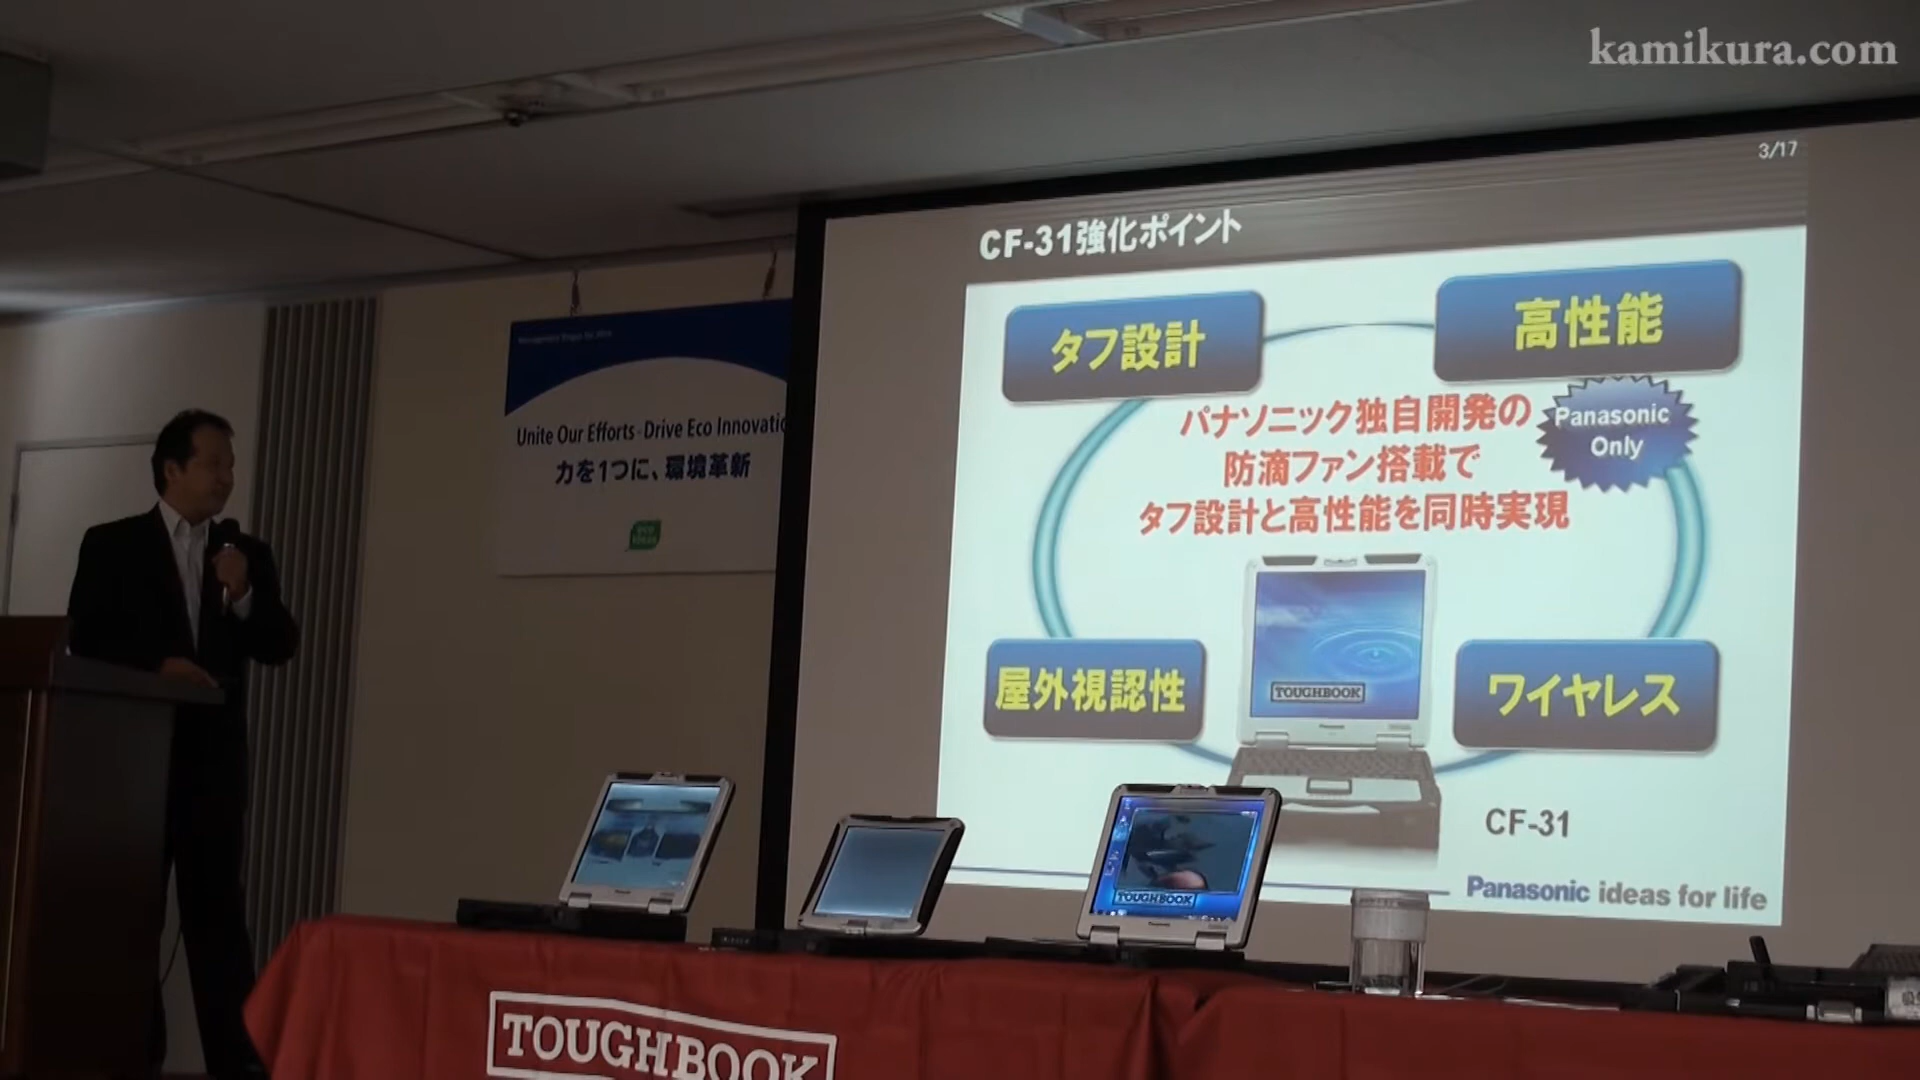 kamikura.com
3/17
CF-31強化ポイント
タフ設計
高性能
パナソニック独自開発の
防滴ファン搭載で
タフ設計と高性能を同時実現
Panasonic
Only
屋外視認性
ワイヤレス
TOUGHBOOK
CF-31
Panasonic ideas for life
Unite Our Efforts - Drive Eco Innovatio
力を1つに、環境革新
eco
ideas
TOUGHBOOK
TOUGHBOOK